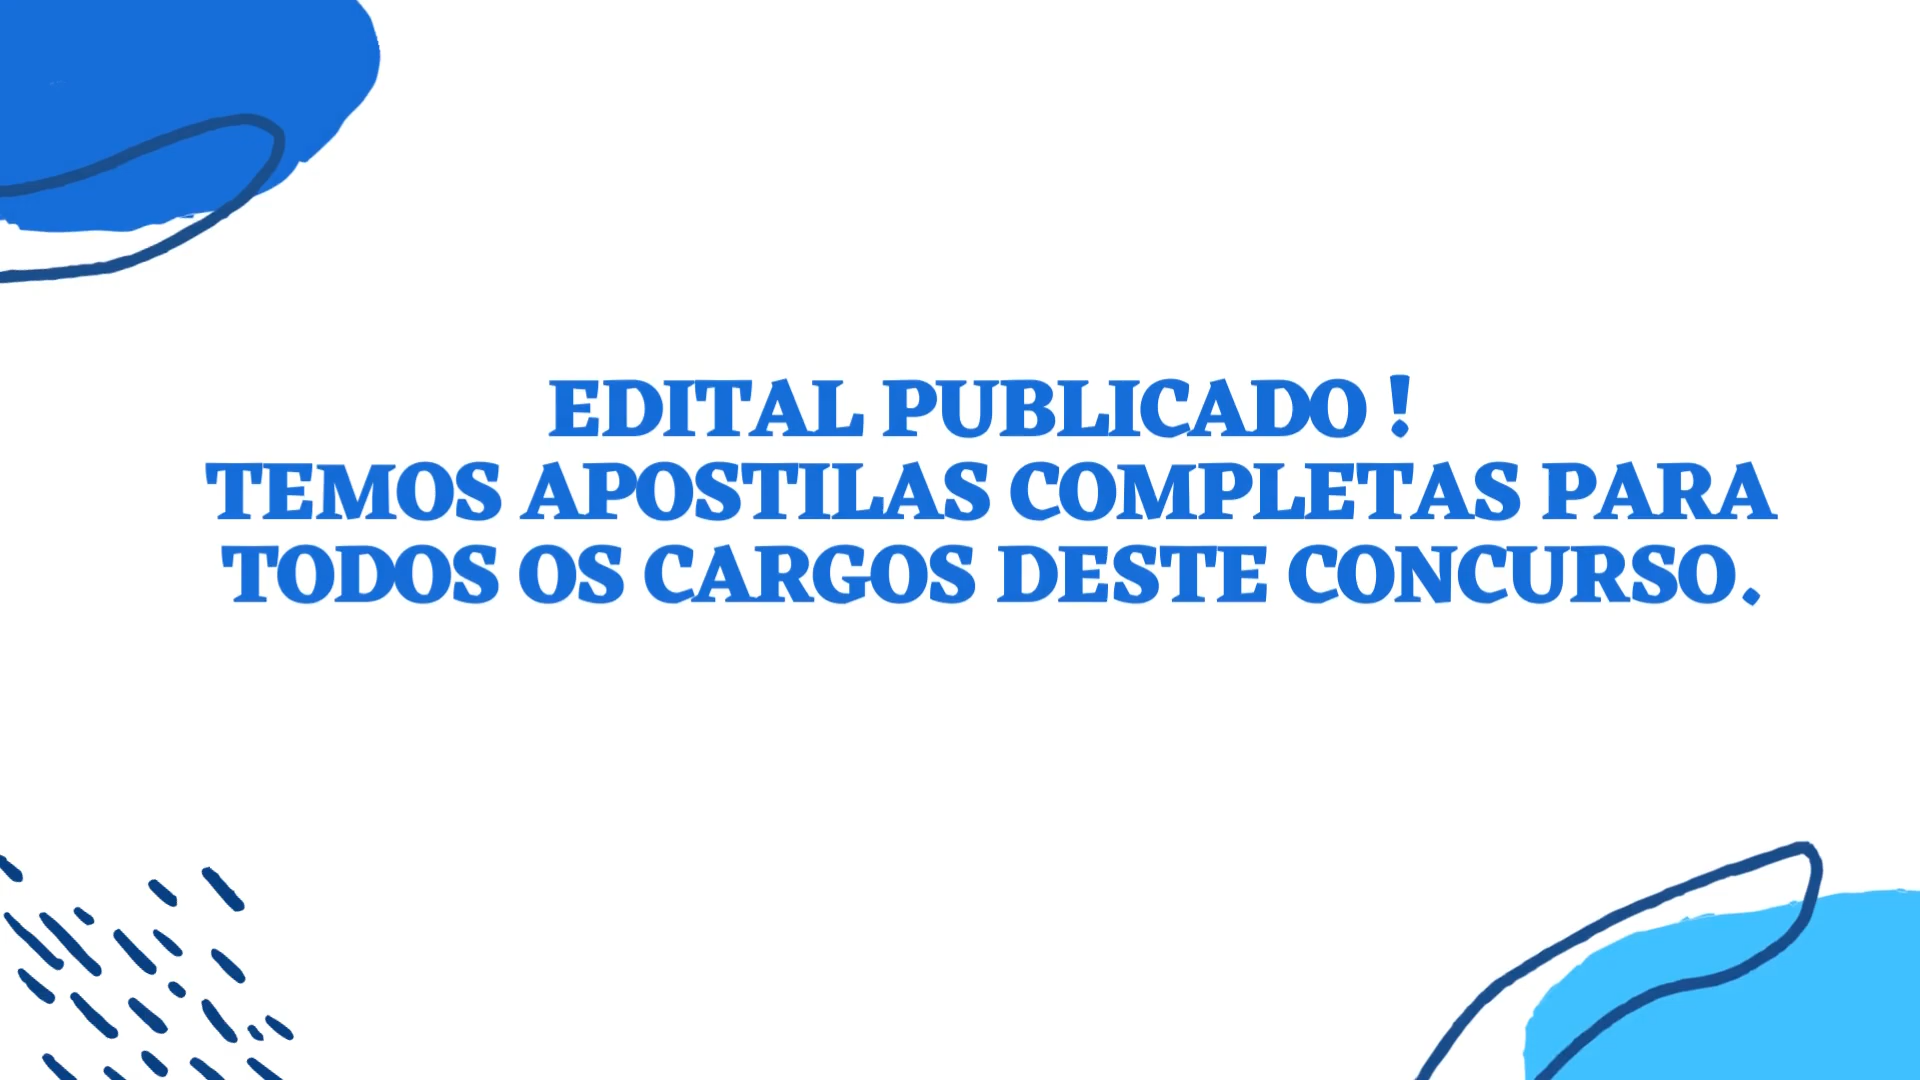 EDITAL PUBLICADO !
TEMOS APOSTILAS COMPLETAS PARA
TODOS OS CARGOS DESTE CONCURSO.